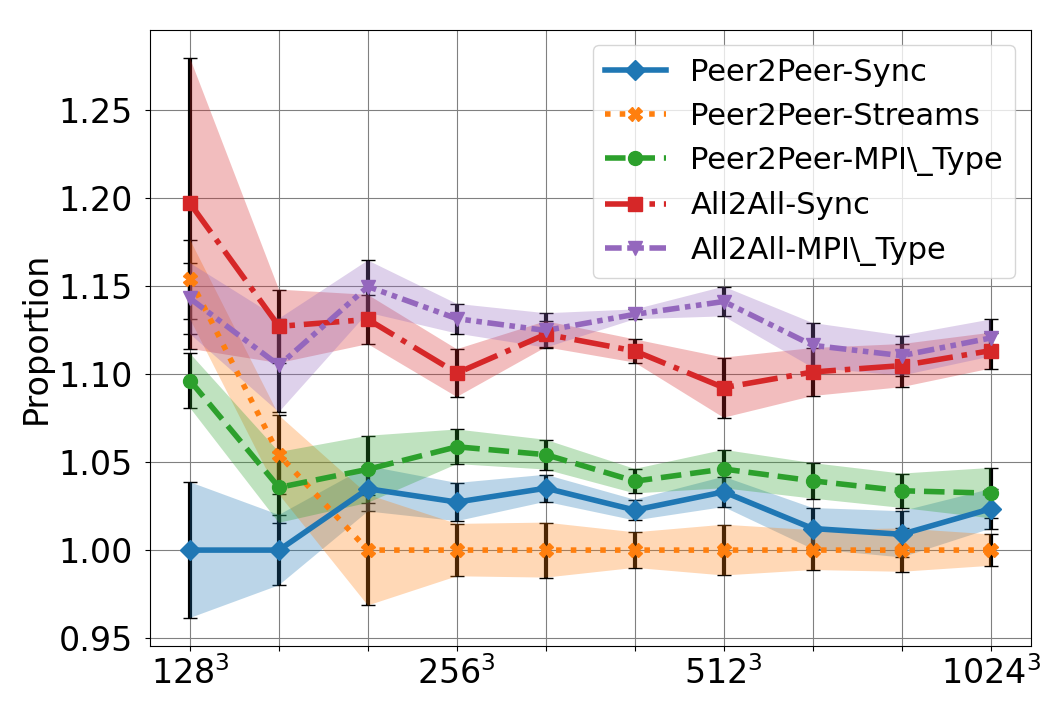 Proportion
1.25
1.20
1.15
1.10
1.05
1.00
0.95
128³
256³
512³
1024³
Peer2Peer-Sync
Peer2Peer-Streams
Peer2Peer-MPI\_Type
All2All-Sync
All2All-MPI\_Type